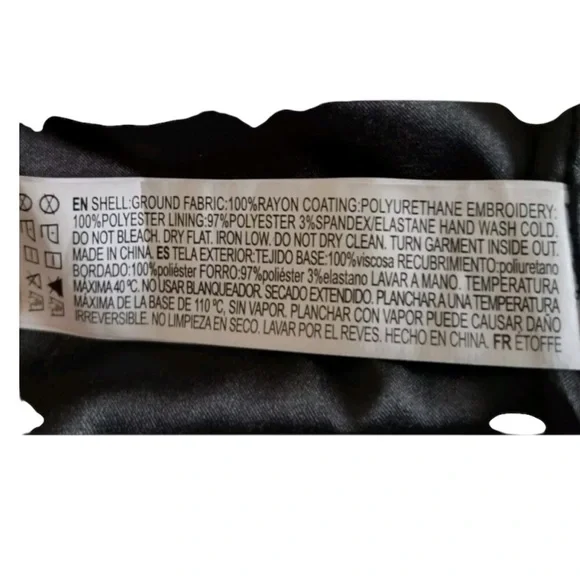 EN SHELL:GROUND FABRIC:100%RAYON COATING:POLYURETHANE EMBROIDERY:
100%POLYESTER LINING:97%POLYESTER 3%SPANDEX/ELASTANE HAND WASH COLD.
DO NOT BLEACH. DRY FLAT. IRON LOW. DO NOT DRY CLEAN. TURN GARMENT INSIDE OUT.
MADE IN CHINA. ES TELA EXTERIOR:TEJIDO BASE:100%viscosa RECUBRIMIENTO:poliuretano
BORDADO:100%poliéster FORRO:97%poliéster 3%elastano LAVAR A MANO. TEMPERATURA
MÁXIMA 40 ºC. NO USAR BLANQUEADOR. SECADO EXTENDIDO. PLANCHAR A UNA TEMPERATURA
MÁXIMA DE LA BASE DE 110 ºC, SIN VAPOR. PLANCHAR CON VAPOR PUEDE CAUSAR DAÑO
IRREVERSIBLE. NO LIMPIEZA EN SECO. LAVAR POR EL REVES. HECHO EN CHINA. FR ÉTOFFE